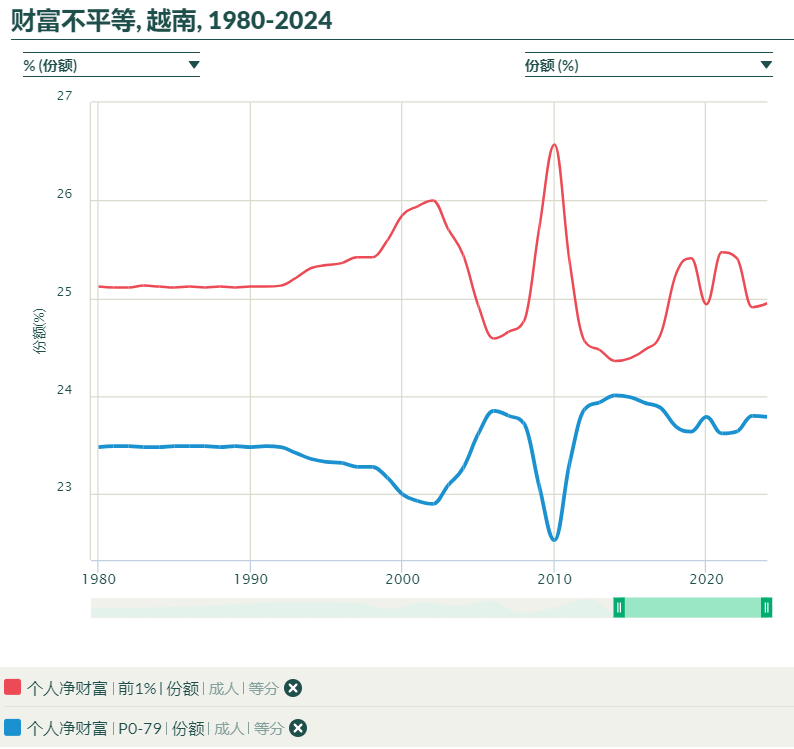 财富不平等, 越南, 1980-2024
% (份额)
份额 (%)
27
26
25
24
23
份额(%)
1980 1990 2000 2010 2020
个人净财富 | 前1% | 份额 | 成人 | 等分
个人净财富 | P0-79 | 份额 | 成人 | 等分